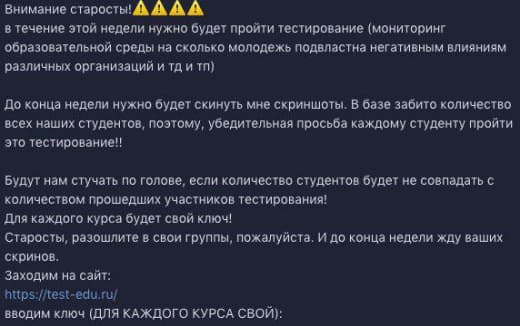 Внимание старосты!⚠️⚠️⚠️⚠️
в течение этой недели нужно будет пройти тестирование (мониторинг
образовательной среды на сколько молодежь подвластна негативным влияниям
различных организаций и тд и тп)
До конца недели нужно будет скинуть мне скриншоты. В базе забито количество
всех наших студентов, поэтому, убедительная просьба каждому студенту пройти
это тестирование!!
Будут нам стучать по голове, если количество студентов будет не совпадать с
количеством прошедших участников тестирования!
Для каждого курса будет свой ключ!
Старосты, разошлите в свои группы, пожалуйста. И до конца недели жду ваших
скринов.
Заходим на сайт:
https://test-edu.ru/
вводим ключ (ДЛЯ КАЖДОГО КУРСА СВОЙ):